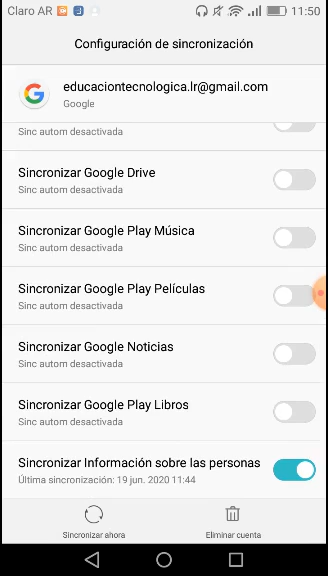 Claro AR 11:50
Configuración de sincronización
educaciontecnologica.lr@gmail.com
Google
Sinc autom desactivada
Sincronizar Google Drive
Sinc autom desactivada
Sincronizar Google Play Música
Sinc autom desactivada
Sincronizar Google Play Películas
Sinc autom desactivada
Sincronizar Google Noticias
Sinc autom desactivada
Sincronizar Google Play Libros
Sinc autom desactivada
Sincronizar Información sobre las personas
Última sincronización: 19 jun. 2020 11:44
Sincronizar ahora
Eliminar cuenta